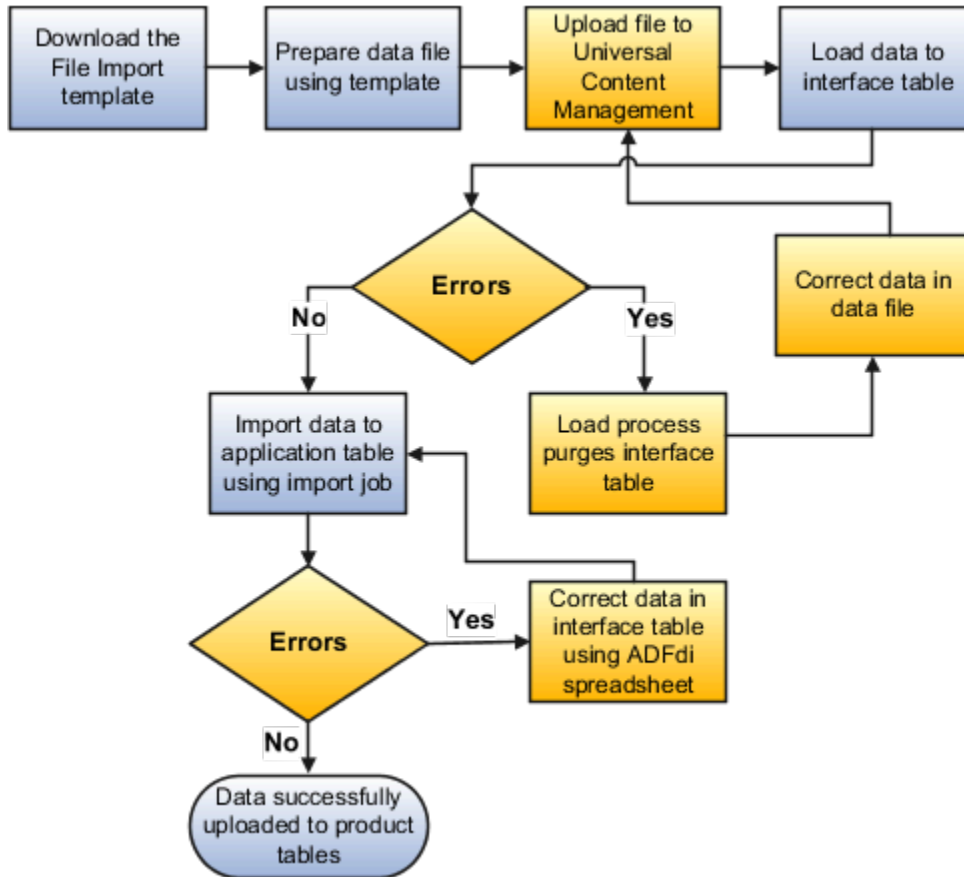 Download the
File Import
template
Prepare data file
using template
Upload file to
Universal
Content
Management
Load data to
interface table
Errors
No
Yes
Correct data in
data file
Import data to
application table
using import job
Load process
purges interface
table
Errors
Yes
Correct data in
interface table
using ADFdi
spreadsheet
No
Data successfully
uploaded to product
tables